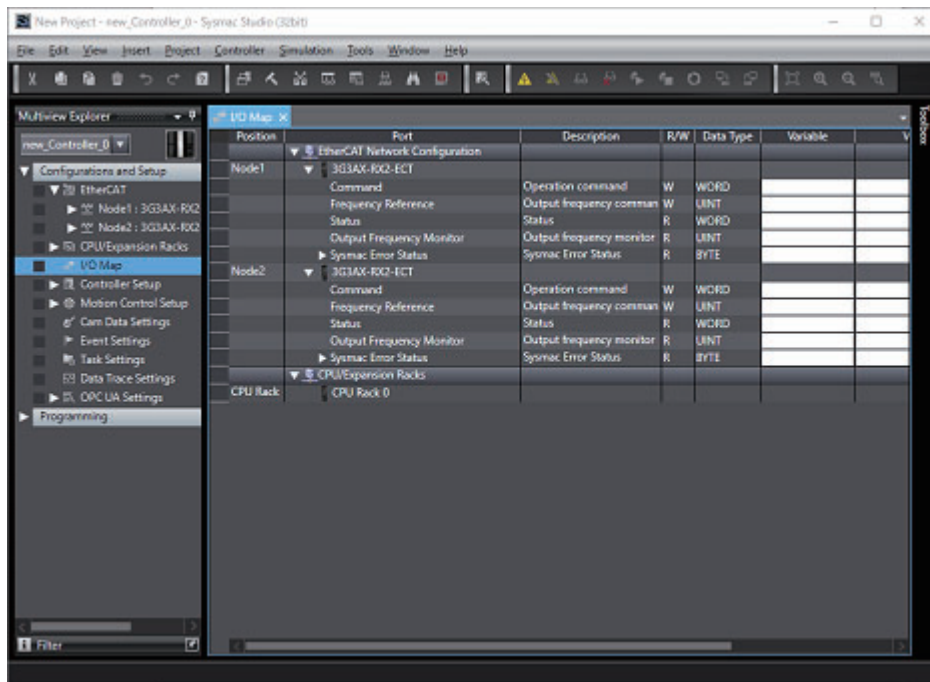 New Project - new_Controller_0 - Sysmac Studio (32bit)
File Edit View Insert Project Controller Simulation Tools Window Help
Multiview Explorer
new_Controller_0
Configurations and Setup
EtherCAT
Node1 : 3G3AX-RX2
Node2 : 3G3AX-RX2
CPU/Expansion Racks
I/O Map
Controller Setup
Motion Control Setup
Cam Data Settings
Event Settings
Task Settings
Data Trace Settings
OPC UA Settings
Programming
Filter
I/O Map
Position Port Description R/W Data Type Variable V
EtherCAT Network Configuration
Node1 3G3AX-RX2-ECT
Command Operation command W WORD
Frequency Reference Output frequency comman W UINT
Status Status R WORD
Output Frequency Monitor Output frequency monitor R UINT
Sysmac Error Status Sysmac Error Status R BYTE
Node2 3G3AX-RX2-ECT
Command Operation command W WORD
Frequency Reference Output frequency comman W UINT
Status Status R WORD
Output Frequency Monitor Output frequency monitor R UINT
Sysmac Error Status Sysmac Error Status R BYTE
CPU/Expansion Racks
CPU Rack CPU Rack 0
Toolbox